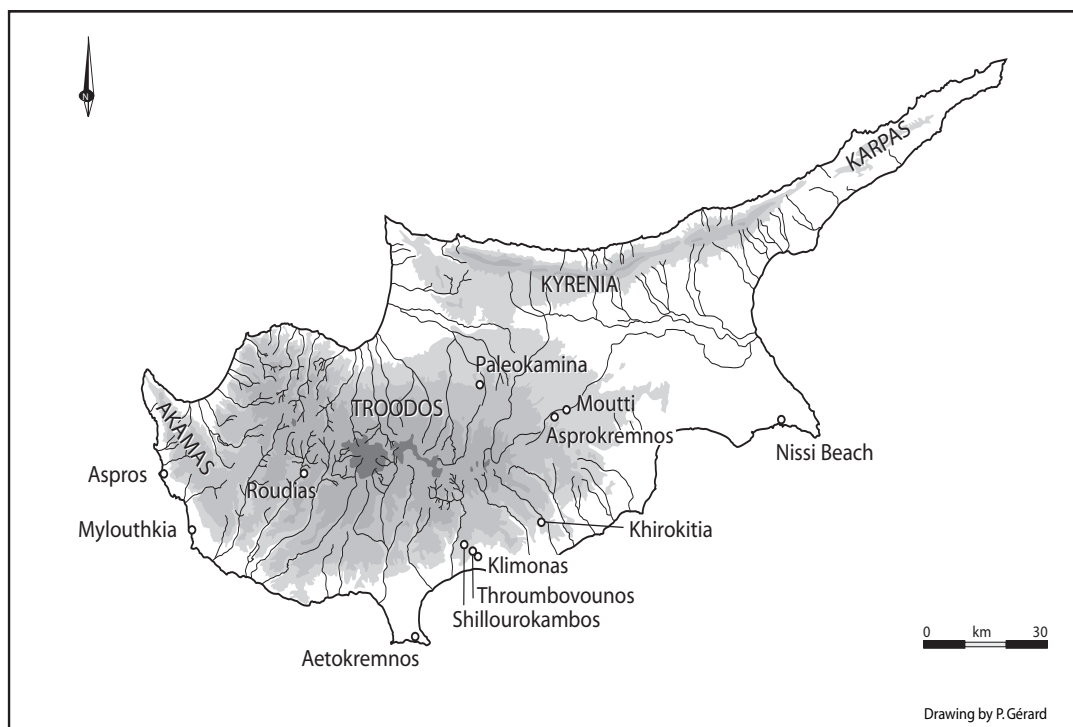 N
KARPAS
KYRENIA
Paleokamina
TROODOS
Moutti
AKAMAS
Asprokremnos
Nissi Beach
Aspros
Roudias
Mylouthkia
Khirokitia
Klimonas
Throumbovounos
Shillourokambos
Aetokremnos
0 km 30
Drawing by P. Gérard